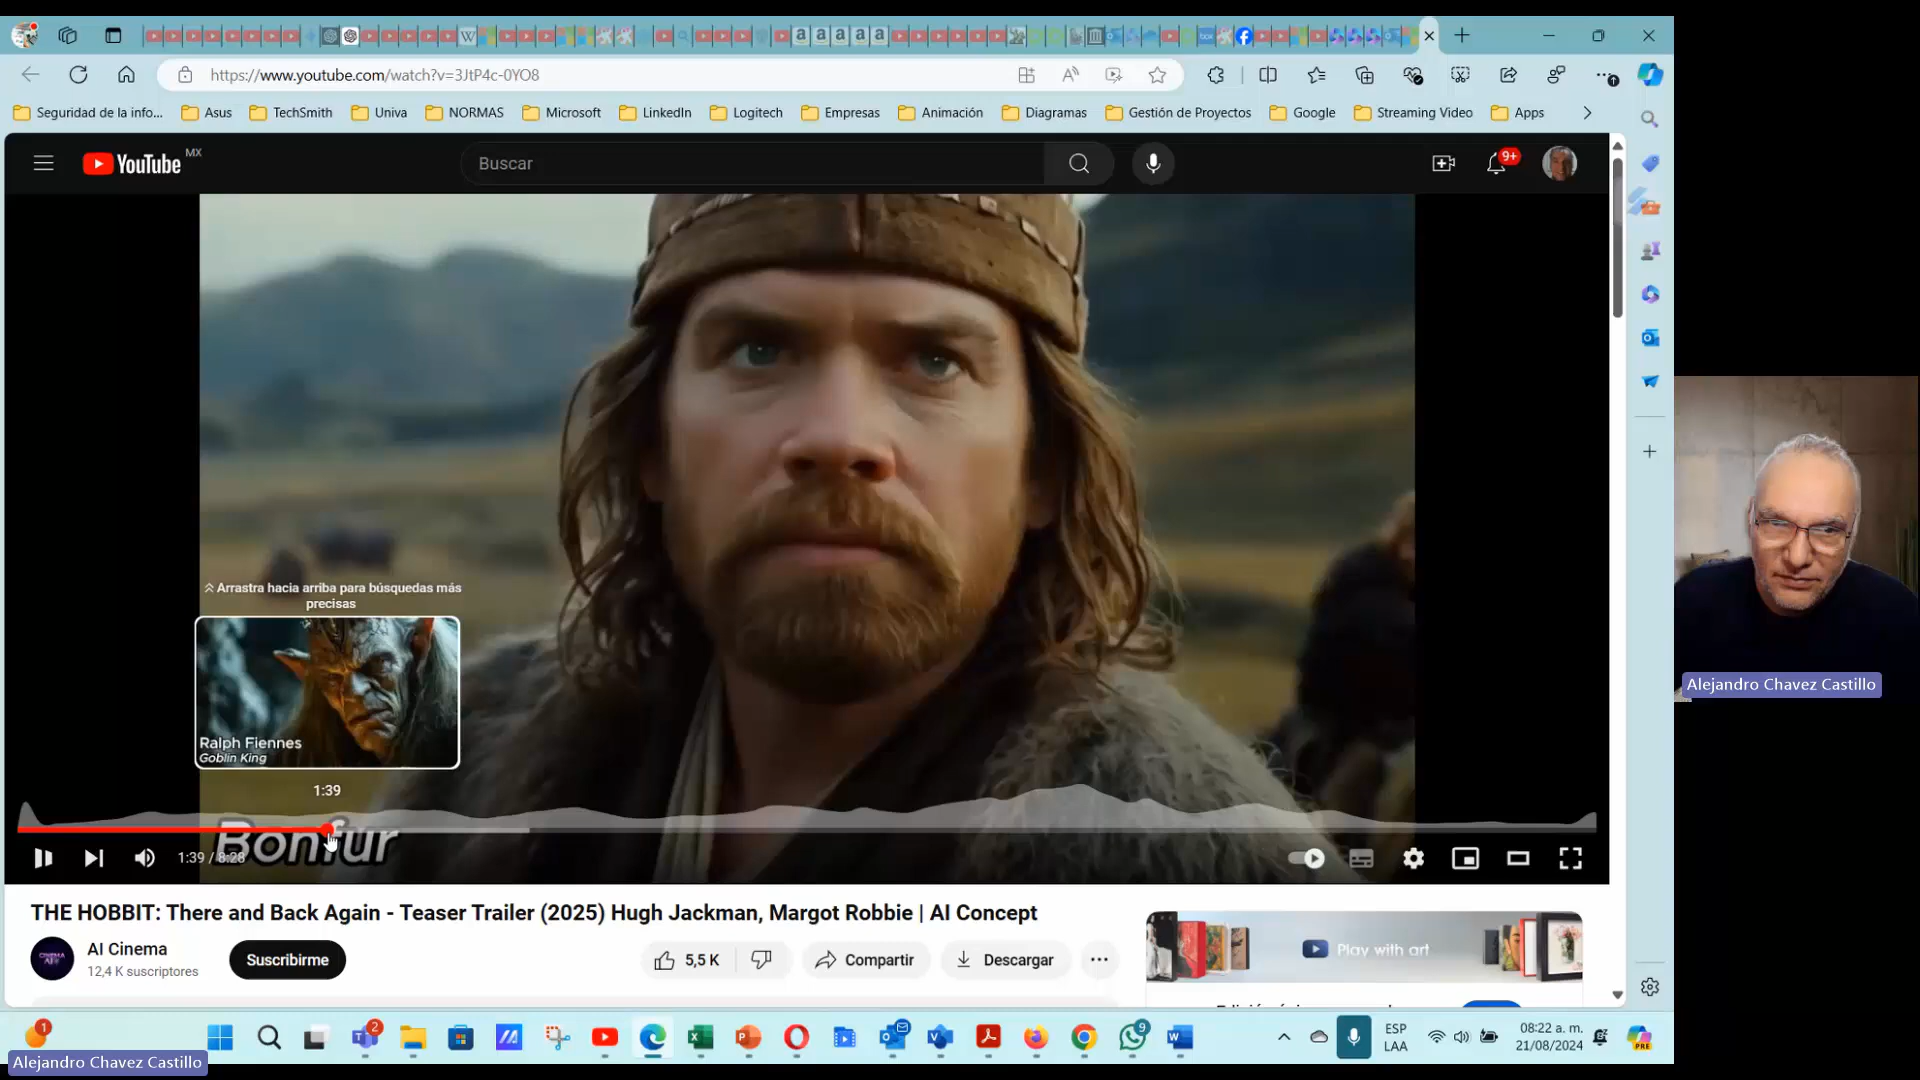 https://www.youtube.com/watch?v=3JtP4c-0YO8
Seguridad de la info...
Asus
TechSmith
Univa
NORMAS
Microsoft
LinkedIn
Logitech
Empresas
Animación
Diagramas
Gestión de Proyectos
Google
Streaming Video
Apps
YouTube MX
Buscar
9+
Arrastra hacia arriba para búsquedas más
precisas
Ralph Fiennes
Goblin King
1:39
Bonfur
1:39 / 8:28
THE HOBBIT: There and Back Again - Teaser Trailer (2025) Hugh Jackman, Margot Robbie | AI Concept
AI Cinema
12,4 K suscriptores
Suscribirme
5,5 K
Compartir
Descargar
Play with art
Alejandro Chavez Castillo
1
2
9
ESP
LAA
08:22 a. m.
21/08/2024
PRE
Alejandro Chavez Castillo